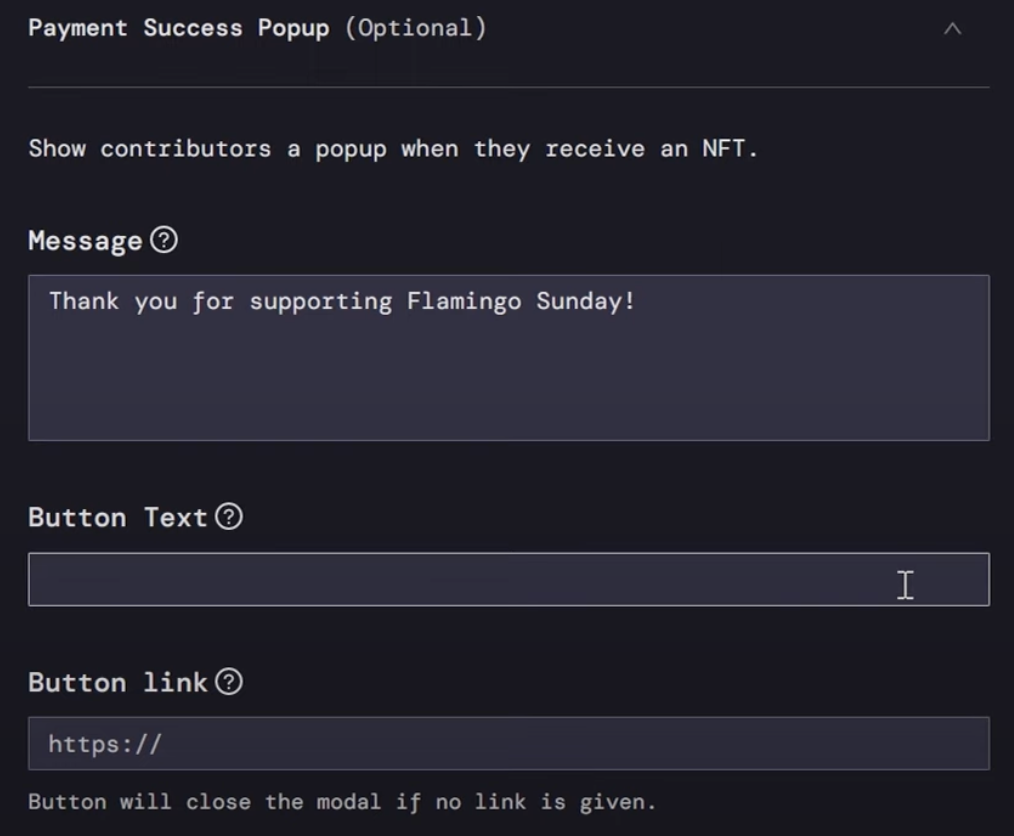 Payment Success Popup (Optional)
Show contributors a popup when they receive an NFT.
Message ?
Thank you for supporting Flamingo Sunday!
Button Text ?
Button link ?
https://
Button will close the modal if no link is given.